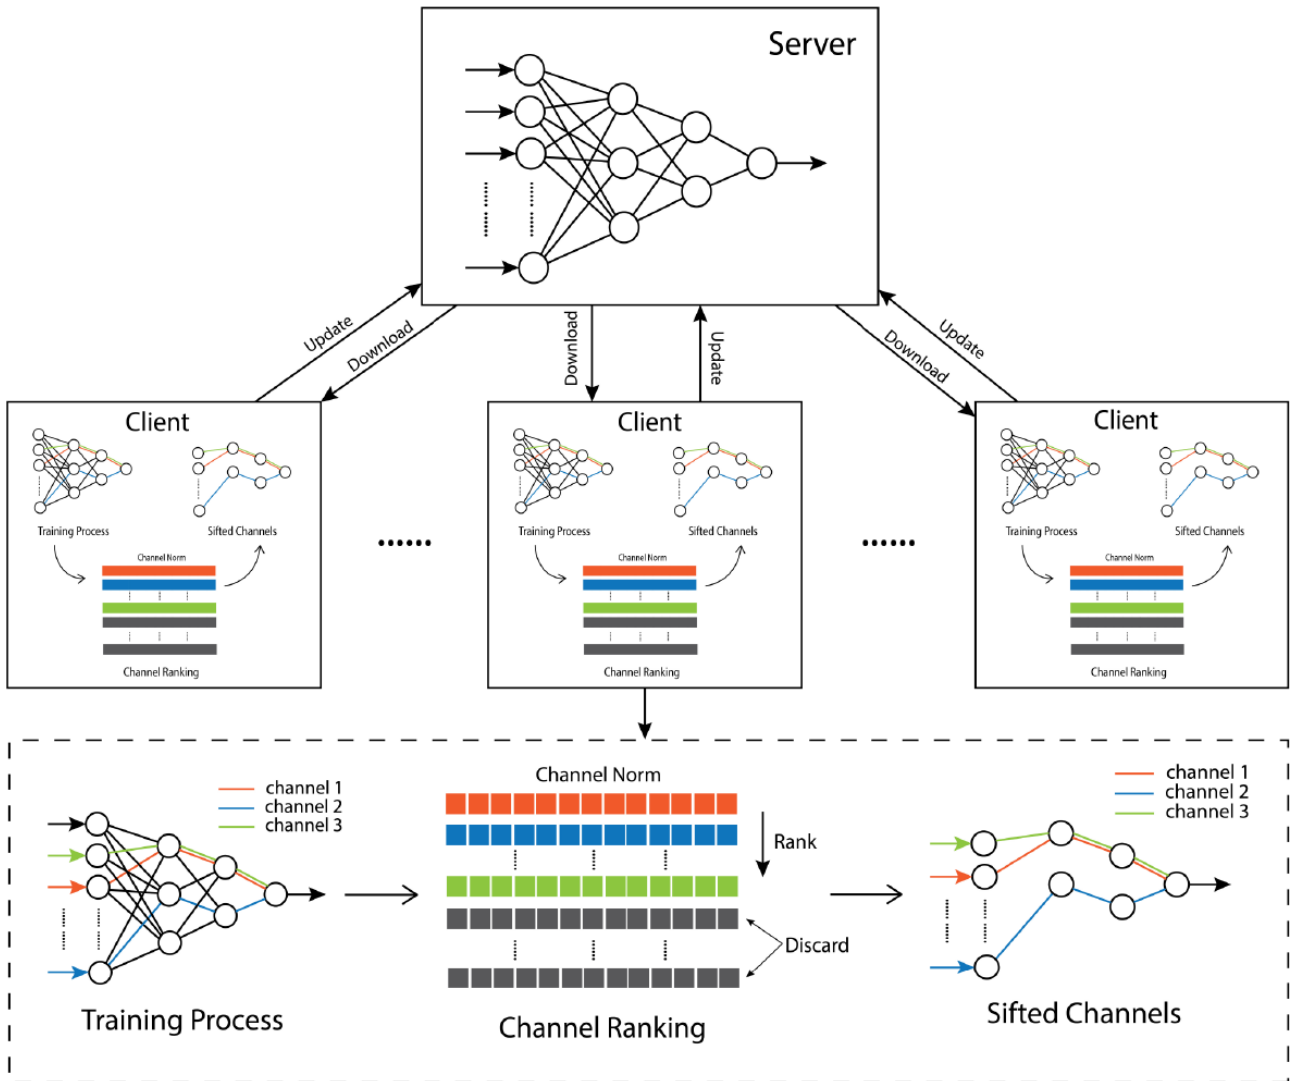 Server
Update
Download
Download
Update
Update
Download
Client
Training Process
Sifted Channels
Channel Norm
Channel Ranking
Client
Training Process
Sifted Channels
Channel Norm
Channel Ranking
Client
Training Process
Sifted Channels
Channel Norm
Channel Ranking
channel 1
channel 2
channel 3
Training Process
Channel Norm
Rank
Discard
Channel Ranking
channel 1
channel 2
channel 3
Sifted Channels